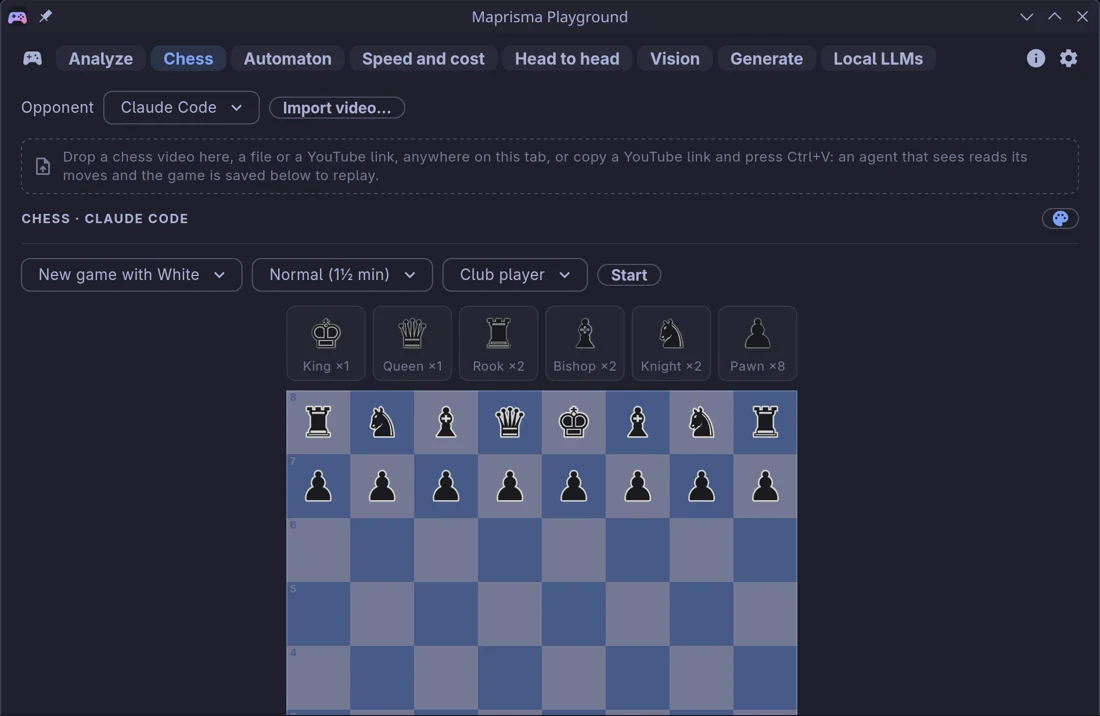 Maprisma Playground
Analyze
Chess
Automaton
Speed and cost
Head to head
Vision
Generate
Local LLMs
Opponent
Claude Code
Import video...
Drop a chess video here, a file or a YouTube link, anywhere on this tab, or copy a YouTube link and press Ctrl+V: an agent that sees reads its
moves and the game is saved below to replay.
CHESS · CLAUDE CODE
New game with White
Normal (1½ min)
Club player
Start
King ×1
Queen ×1
Rook ×2
Bishop ×2
Knight ×2
Pawn ×8
8
7
6
5
4